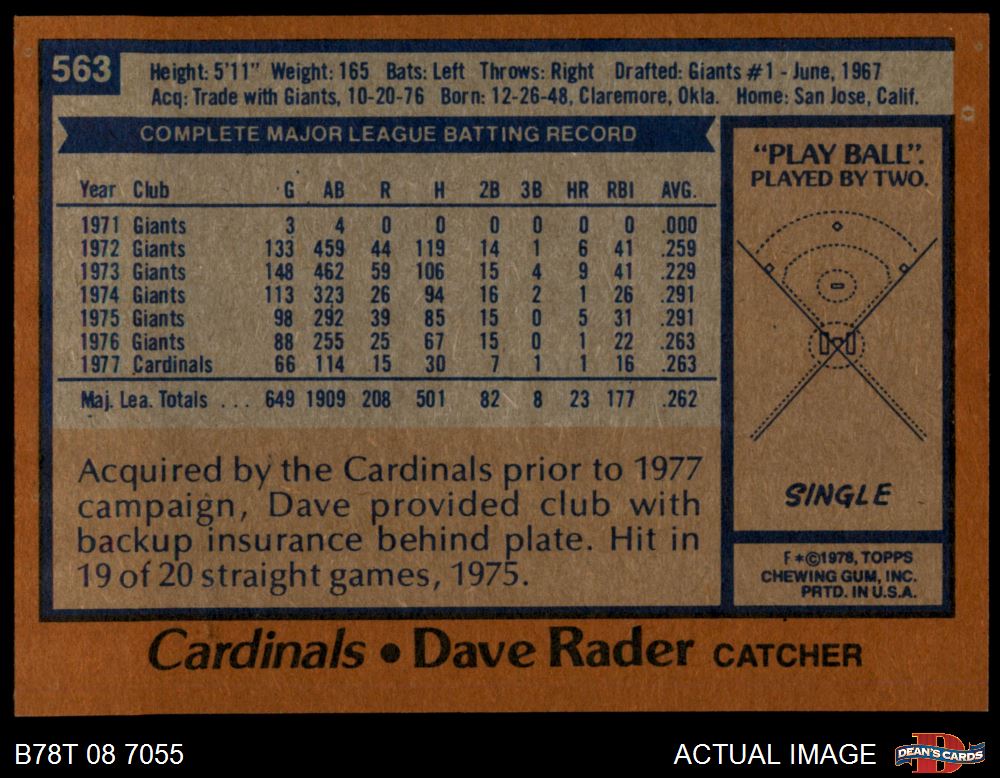 563
Height: 5'11" Weight: 165 Bats: Left Throws: Right Drafted: Giants #1 - June, 1967
Acq: Trade with Giants, 10-20-76 Born: 12-26-48, Claremore, Okla. Home: San Jose, Calif.
COMPLETE MAJOR LEAGUE BATTING RECORD
Year Club G AB R H 2B 3B HR RBI AVG.
1971 Giants 3 4 0 0 0 0 0 0 .000
1972 Giants 133 459 44 119 14 1 6 41 .259
1973 Giants 148 462 59 106 15 4 9 41 .229
1974 Giants 113 323 26 94 16 2 1 26 .291
1975 Giants 98 292 39 85 15 0 5 31 .291
1976 Giants 88 255 25 67 15 0 1 22 .263
1977 Cardinals 66 114 15 30 7 1 1 16 .263
Maj. Lea. Totals . . . 649 1909 208 501 82 8 23 177 .262
Acquired by the Cardinals prior to 1977
campaign, Dave provided club with
backup insurance behind plate. Hit in
19 of 20 straight games, 1975.
"PLAY BALL".
PLAYED BY TWO.
SINGLE
F*©1978, TOPPS
CHEWING GUM, INC.
PRTD. IN U.S.A.
Cardinals • Dave Rader CATCHER
B78T 08 7055
ACTUAL IMAGE
DEAN'S CARDS